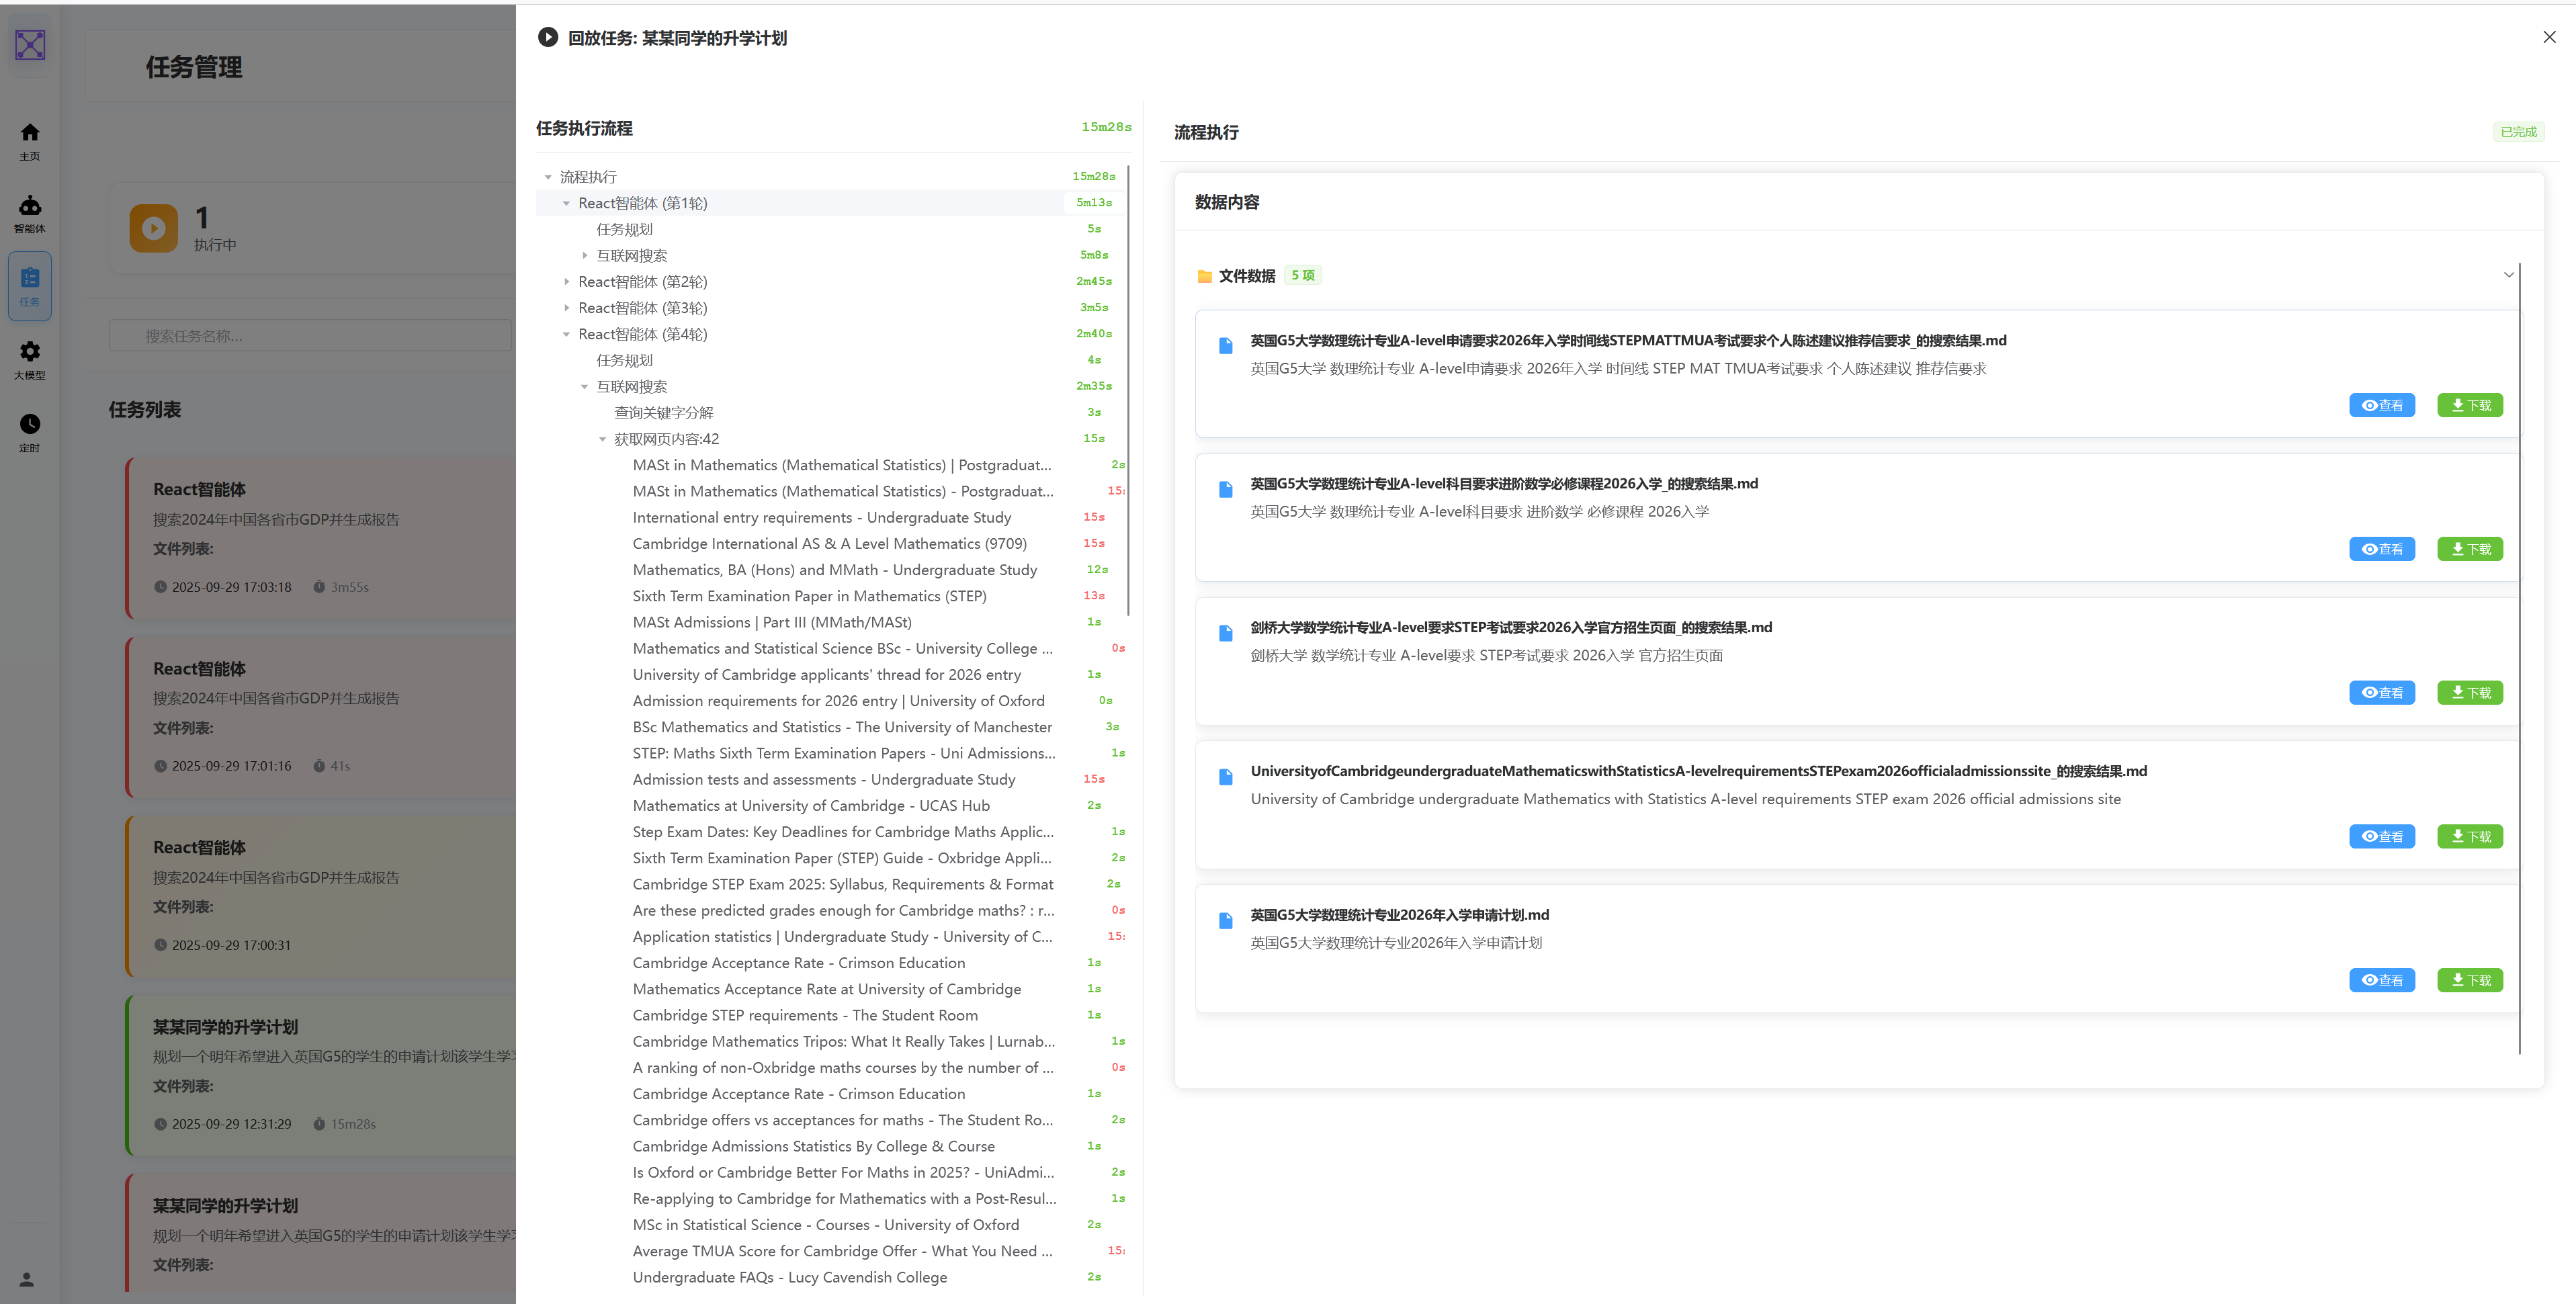 主页
智能体
任务
大模型
定时
任务管理
1
执行中
搜索任务名称...
任务列表
React智能体
搜索2024年中国各省市GDP并生成报告
文件列表:
2025-09-29 17:03:18 3m55s
React智能体
搜索2024年中国各省市GDP并生成报告
文件列表:
2025-09-29 17:01:16 41s
React智能体
搜索2024年中国各省市GDP并生成报告
文件列表:
2025-09-29 17:00:31
某某同学的升学计划
规划一个明年希望进入英国G5的学生的申请计划该学生学习
文件列表:
2025-09-29 12:31:29 15m28s
某某同学的升学计划
规划一个明年希望进入英国G5的学生的申请计划该学生学习
文件列表:
回放任务: 某某同学的升学计划
任务执行流程 15m28s
流程执行 15m28s
React智能体 (第1轮) 5m13s
任务规划 5s
互联网搜索 5m8s
React智能体 (第2轮) 2m45s
React智能体 (第3轮) 3m5s
React智能体 (第4轮) 2m40s
任务规划 4s
互联网搜索 2m35s
查询关键字分解 3s
获取网页内容:42 15s
MASt in Mathematics (Mathematical Statistics) | Postgraduat... 2s
MASt in Mathematics (Mathematical Statistics) - Postgraduat... 15s
International entry requirements - Undergraduate Study 15s
Cambridge International AS & A Level Mathematics (9709) 15s
Mathematics, BA (Hons) and MMath - Undergraduate Study 12s
Sixth Term Examination Paper in Mathematics (STEP) 13s
MASt Admissions | Part III (MMath/MASt) 1s
Mathematics and Statistical Science BSc - University College ... 0s
University of Cambridge applicants' thread for 2026 entry 1s
Admission requirements for 2026 entry | University of Oxford 0s
BSc Mathematics and Statistics - The University of Manchester 3s
STEP: Maths Sixth Term Examination Papers - Uni Admissions... 1s
Admission tests and assessments - Undergraduate Study 15s
Mathematics at University of Cambridge - UCAS Hub 2s
Step Exam Dates: Key Deadlines for Cambridge Maths Applic... 1s
Sixth Term Examination Paper (STEP) Guide - Oxbridge Appli... 2s
Cambridge STEP Exam 2025: Syllabus, Requirements & Format 2s
Are these predicted grades enough for Cambridge maths? : r... 0s
Application statistics | Undergraduate Study - University of C... 15s
Cambridge Acceptance Rate - Crimson Education 1s
Mathematics Acceptance Rate at University of Cambridge 1s
Cambridge STEP requirements - The Student Room 1s
Cambridge Mathematics Tripos: What It Really Takes | Lurnab... 1s
A ranking of non-Oxbridge maths courses by the number of ... 0s
Cambridge Acceptance Rate - Crimson Education 1s
Cambridge offers vs acceptances for maths - The Student Ro... 2s
Cambridge Admissions Statistics By College & Course 1s
Is Oxford or Cambridge Better For Maths in 2025? - UniAdmi... 2s
Re-applying to Cambridge for Mathematics with a Post-Resul... 1s
MSc in Statistical Science - Courses - University of Oxford 2s
Average TMUA Score for Cambridge Offer - What You Need ... 15s
Undergraduate FAQs - Lucy Cavendish College 2s
流程执行 已完成
数据内容
文件数据 5 项
英国G5大学数理统计专业A-level申请要求2026年入学时间线STEPMATTMUA考试要求个人陈述建议推荐信要求_的搜索结果.md
英国G5大学 数理统计专业 A-level申请要求 2026年入学 时间线 STEP MAT TMUA考试要求 个人陈述建议 推荐信要求
查看 下载
英国G5大学数理统计专业A-level科目要求进阶数学必修课程2026入学_的搜索结果.md
英国G5大学 数理统计专业 A-level科目要求 进阶数学 必修课程 2026入学
查看 下载
剑桥大学数学统计专业A-level要求STEP考试要求2026入学官方招生页面_的搜索结果.md
剑桥大学 数学统计专业 A-level要求 STEP考试要求 2026入学 官方招生页面
查看 下载
UniversityofCambridgeundergraduateMathematicswithStatisticsA-levelrequirementsSTEPexam2026officialadmissionssite_的搜索结果.md
University of Cambridge undergraduate Mathematics with Statistics A-level requirements STEP exam 2026 official admissions site
查看 下载
英国G5大学数理统计专业2026年入学申请计划.md
英国G5大学数理统计专业2026年入学申请计划
查看 下载